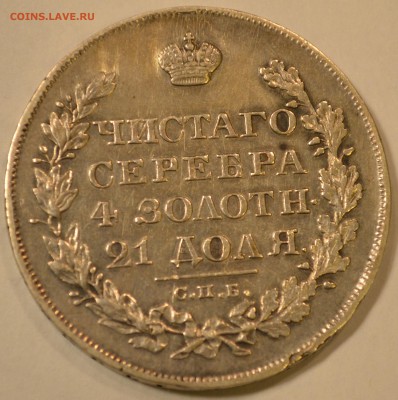 COINS.LAVE.RU
ЧИСТАГО
СЕРЕБРА
4 ЗОЛОТН.
21 ДОЛЯ.
С.П.Б.